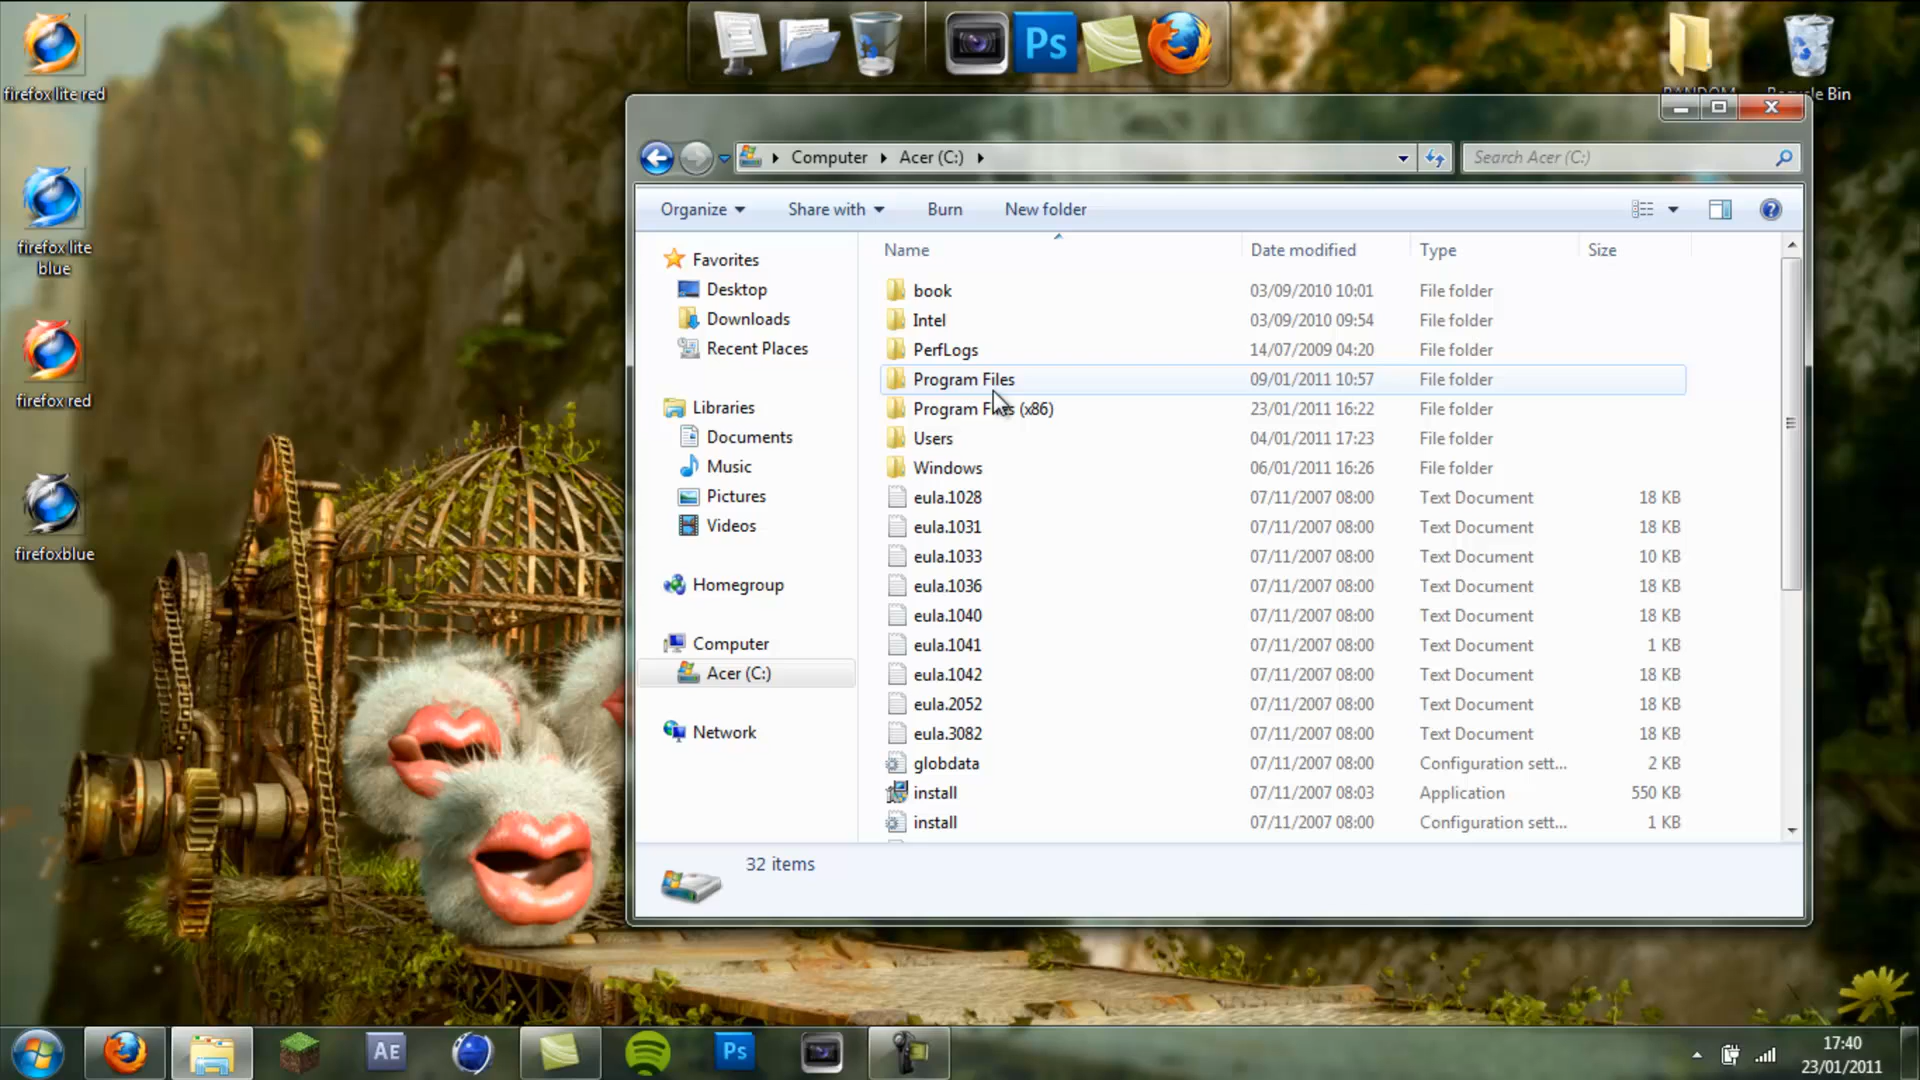 firefox lite red
firefox lite
blue
firefox red
firefoxblue
Ps
RANDOM
Recycle Bin
Computer
Acer (C:)
Search Acer (C:)
Organize
Share with
Burn
New folder
Favorites
Desktop
Downloads
Recent Places
Libraries
Documents
Music
Pictures
Videos
Homegroup
Computer
Acer (C:)
Network
Name Date modified Type Size
book 03/09/2010 10:01 File folder
Intel 03/09/2010 09:54 File folder
PerfLogs 14/07/2009 04:20 File folder
Program Files 09/01/2011 10:57 File folder
Program Files (x86) 23/01/2011 16:22 File folder
Users 04/01/2011 17:23 File folder
Windows 06/01/2011 16:26 File folder
eula.1028 07/11/2007 08:00 Text Document 18 KB
eula.1031 07/11/2007 08:00 Text Document 18 KB
eula.1033 07/11/2007 08:00 Text Document 10 KB
eula.1036 07/11/2007 08:00 Text Document 18 KB
eula.1040 07/11/2007 08:00 Text Document 18 KB
eula.1041 07/11/2007 08:00 Text Document 1 KB
eula.1042 07/11/2007 08:00 Text Document 18 KB
eula.2052 07/11/2007 08:00 Text Document 18 KB
eula.3082 07/11/2007 08:00 Text Document 18 KB
globdata 07/11/2007 08:00 Configuration sett... 2 KB
install 07/11/2007 08:03 Application 550 KB
install 07/11/2007 08:00 Configuration sett... 1 KB
32 items
AE
Ps
17:40
23/01/2011